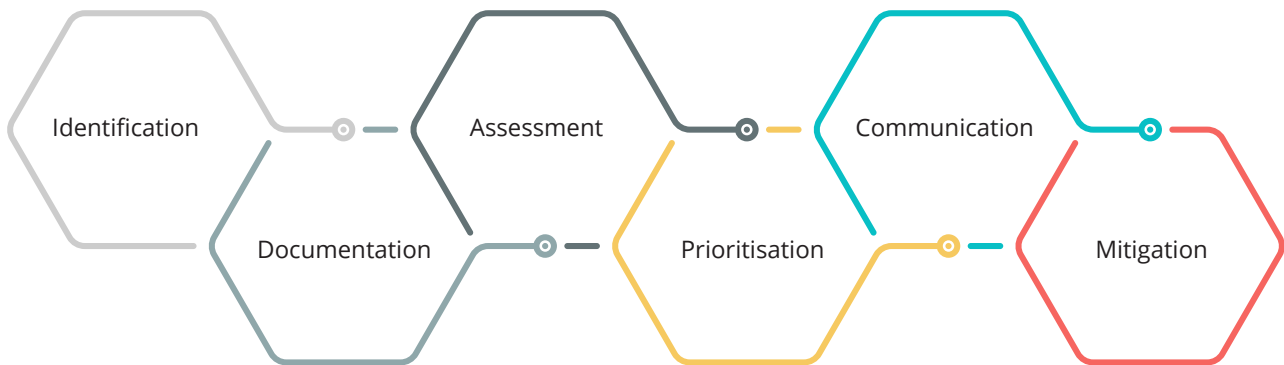 Identification
Documentation
Assessment
Prioritisation
Communication
Mitigation